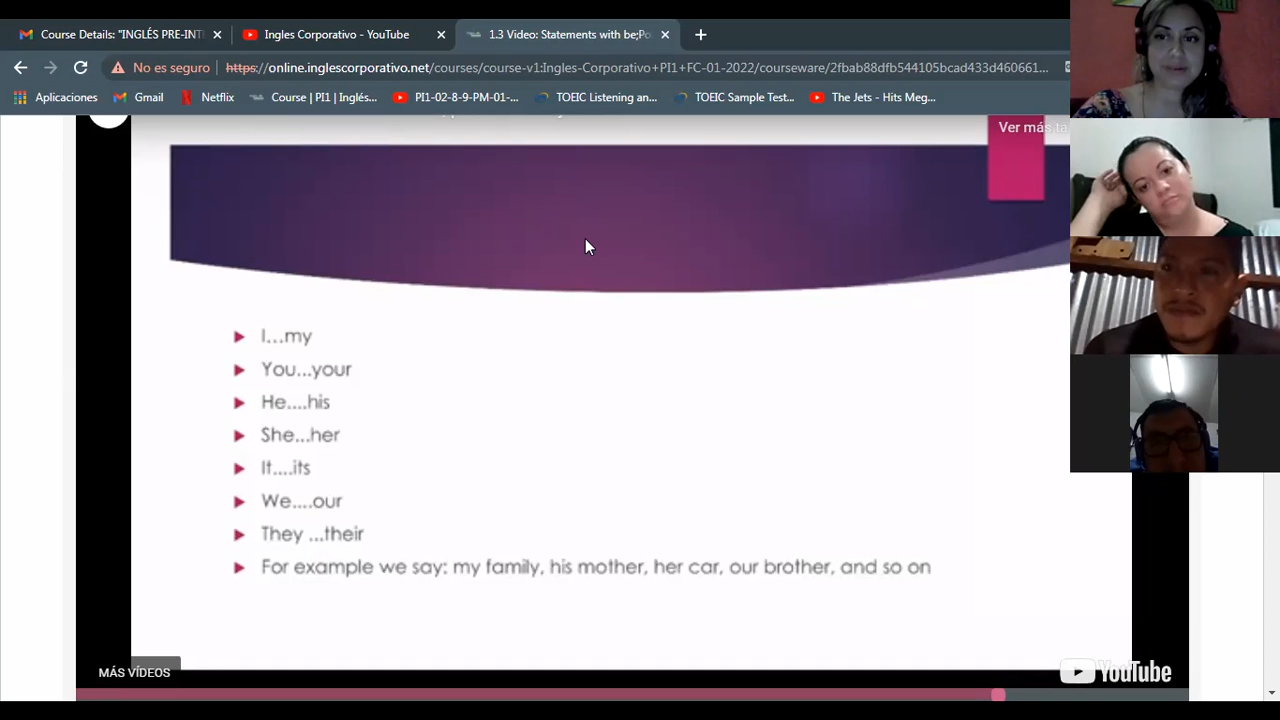 Course Details: "INGLÉS PRE-INT
Ingles Corporativo - YouTube
1.3 Video: Statements with be;Po
No es seguro
https://online.inglescorporativo.net/courses/course-v1:Ingles-Corporativo+PI1+FC-01-2022/courseware/2fbab88dfb544105bcad433d460661...
Aplicaciones
Gmail
Netflix
Course | PI1 | Inglés...
PI1-02-8-9-PM-01-...
TOEIC Listening an...
TOEIC Sample Test...
The Jets - Hits Meg...
Ver más ta
I...my
You...your
He....his
She...her
It....its
We....our
They ...their
For example we say: my family, his mother, her car, our brother, and so on
MÁS VÍDEOS
YouTube